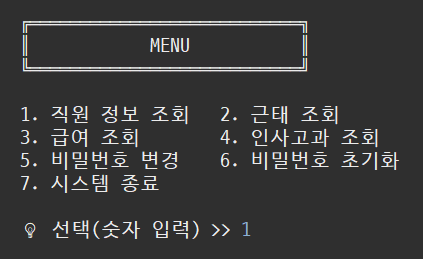 MENU
1. 직원 정보 조회 2. 근태 조회
3. 급여 조회 4. 인사고과 조회
5. 비밀번호 변경 6. 비밀번호 초기화
7. 시스템 종료
💡 선택(숫자 입력) >> 1